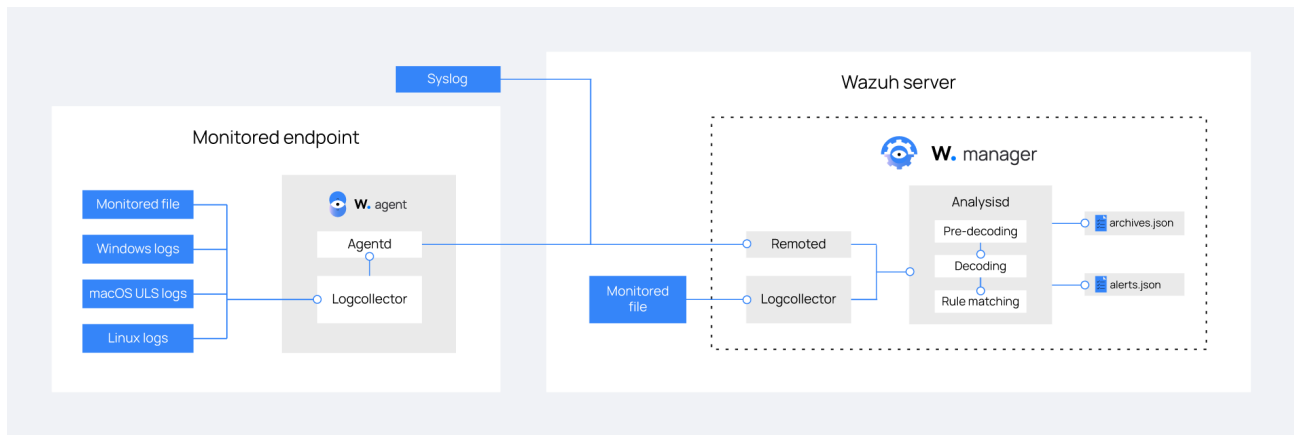 Syslog
Wazuh server
Monitored endpoint
W. manager
Monitored file
Windows logs
macOS ULS logs
Linux logs
W. agent
Agentd
Logcollector
Remoted
Monitored
file
Logcollector
Analysisd
Pre-decoding
Decoding
Rule matching
archives.json
alerts.json